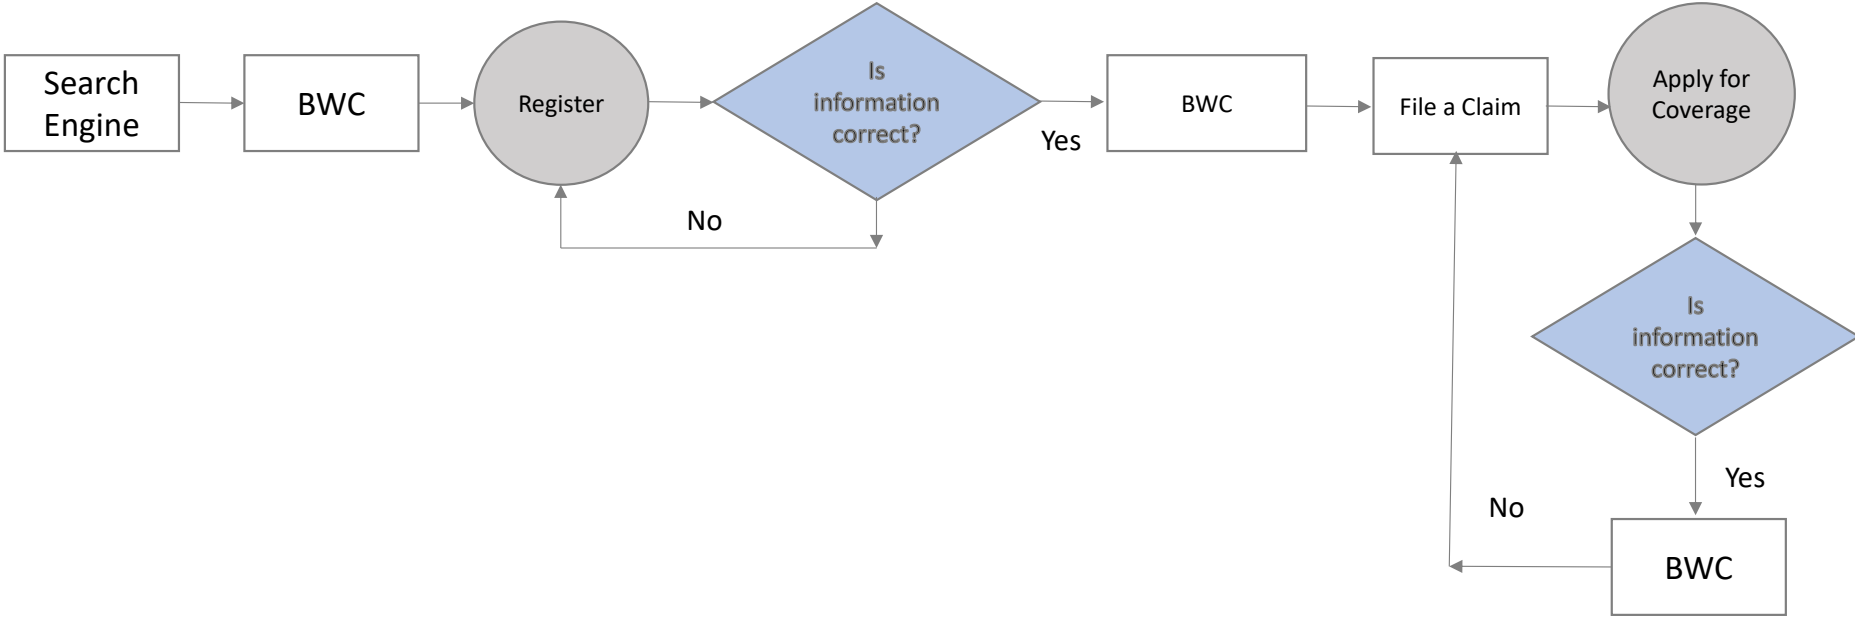 Search
Engine
BWC
Register
Is
information
correct?
Yes
No
BWC
File a Claim
Apply for
Coverage
Is
information
correct?
Yes
No
BWC